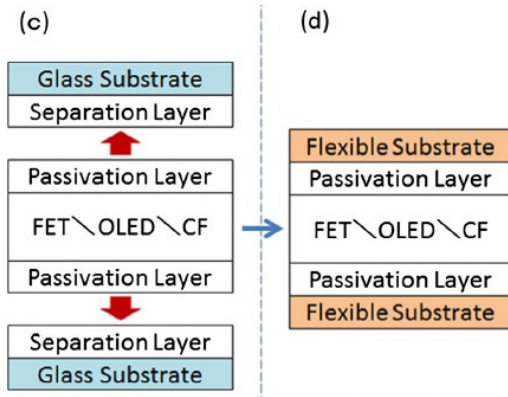 (c)
Glass Substrate
Separation Layer
Passivation Layer
FET＼OLED＼CF
Passivation Layer
Separation Layer
Glass Substrate
(d)
Flexible Substrate
Passivation Layer
FET＼OLED＼CF
Passivation Layer
Flexible Substrate